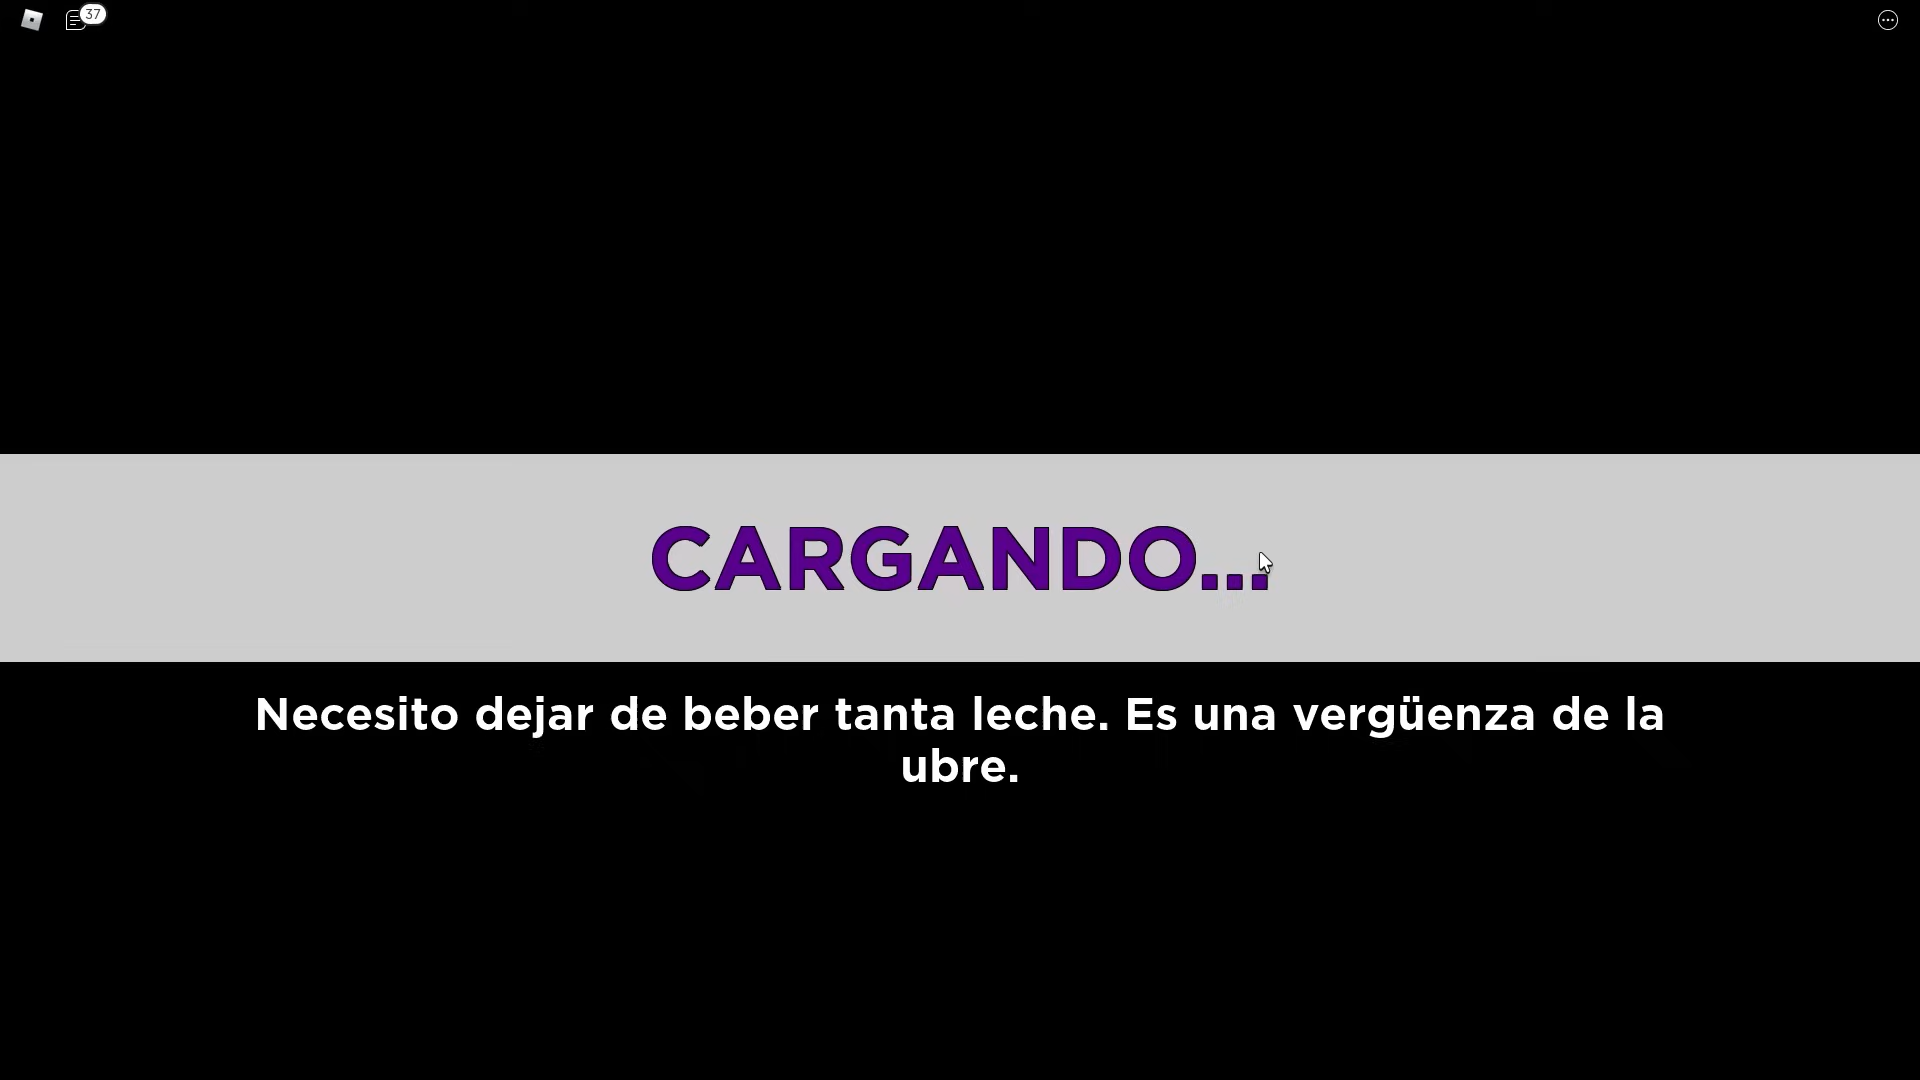 37
CARGANDO...
Necesito dejar de beber tanta leche. Es una vergüenza de la
ubre.